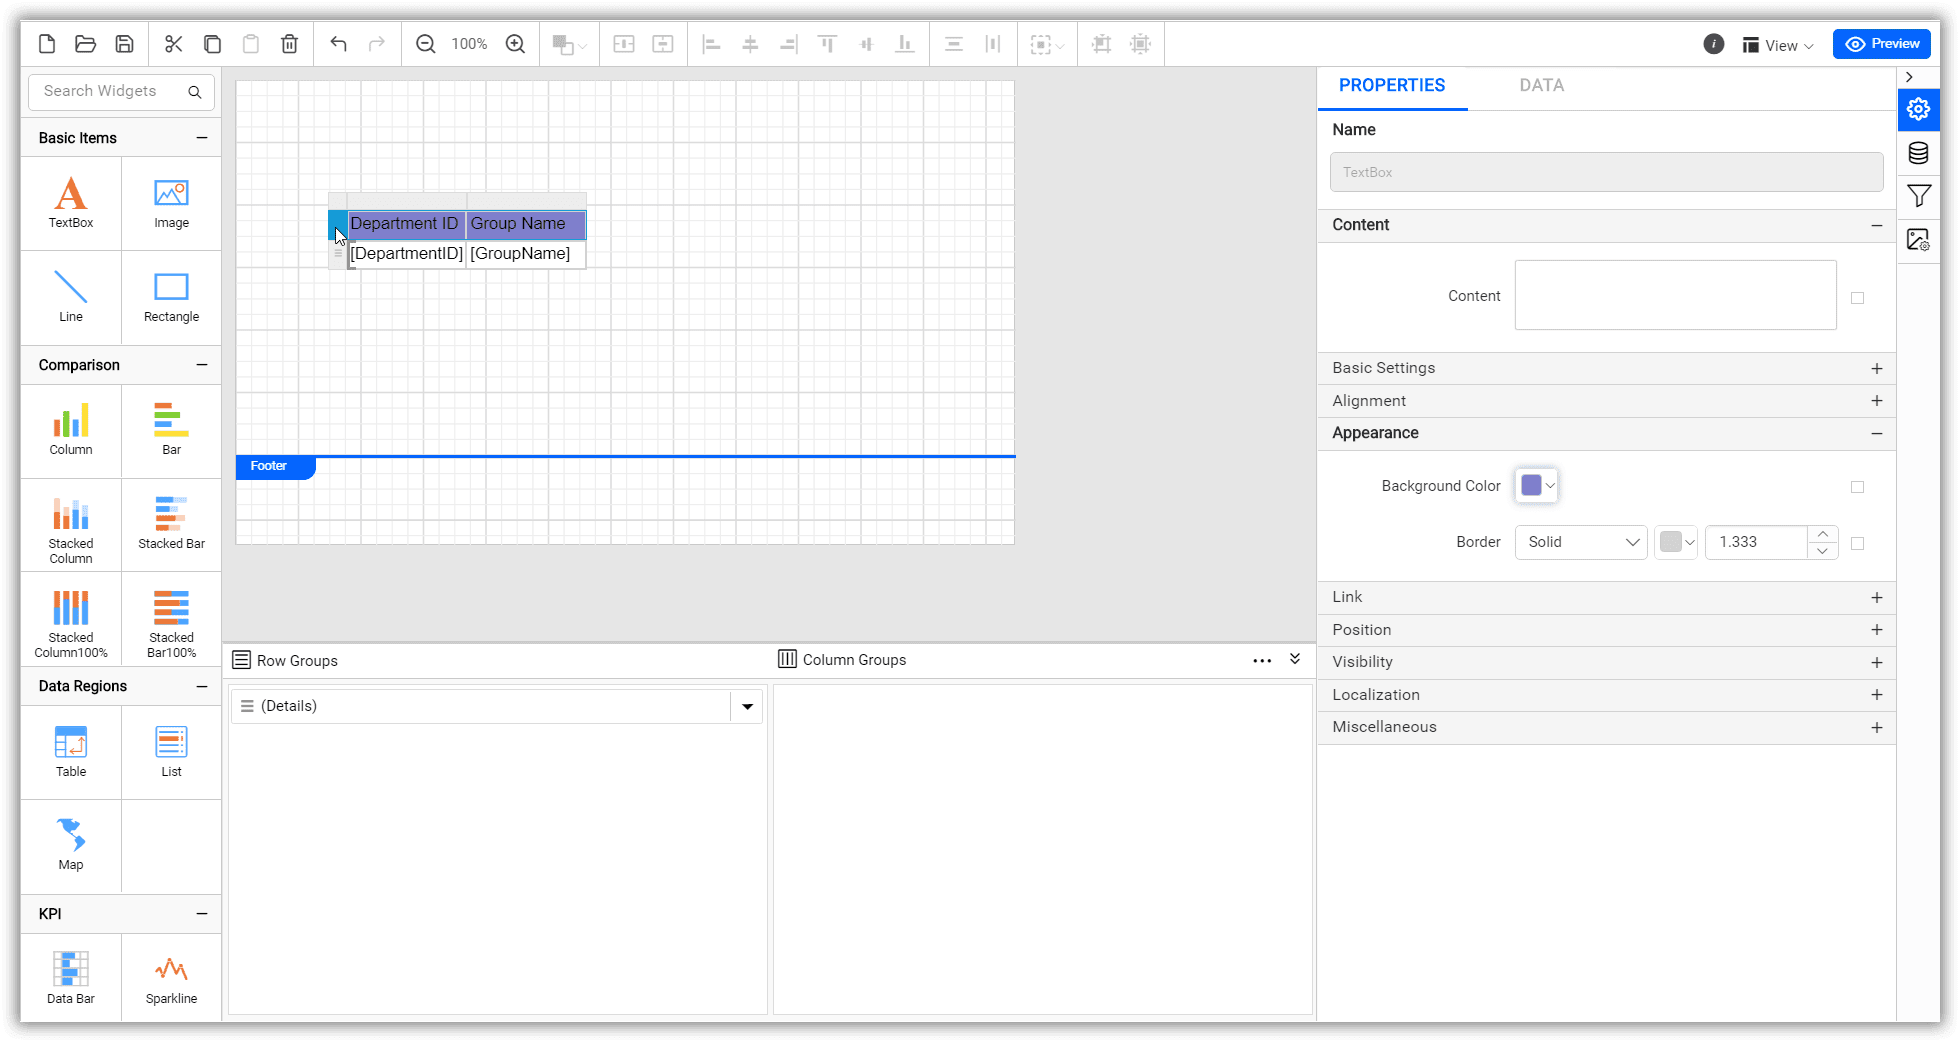 100%
i
View
Preview
Search Widgets
Basic Items
TextBox
Image
Line
Rectangle
Comparison
Column
Bar
Stacked
Column
Stacked Bar
Stacked
Column100%
Stacked
Bar100%
Data Regions
Table
List
Map
KPI
Data Bar
Sparkline
Department ID
Group Name
[DepartmentID]
[GroupName]
Footer
Row Groups
Column Groups
(Details)
PROPERTIES
DATA
Name
TextBox
Content
Content
Basic Settings
Alignment
Appearance
Background Color
Border
Solid
1.333
Link
Position
Visibility
Localization
Miscellaneous